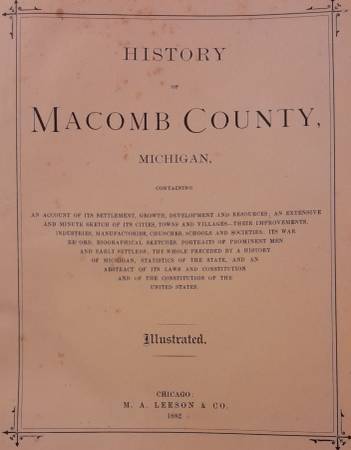 HISTORY
OF
MACOMB COUNTY,
MICHIGAN,
CONTAINING
AN ACCOUNT OF ITS SETTLEMENT, GROWTH, DEVELOPMENT AND RESOURCES; AN EXTENSIVE
AND MINUTE SKETCH OF ITS CITIES, TOWNS AND VILLAGES—THEIR IMPROVEMENTS,
INDUSTRIES, MANUFACTORIES, CHURCHES, SCHOOLS AND SOCIETIES; ITS WAR
RECORD, BIOGRAPHICAL SKETCHES, PORTRAITS OF PROMINENT MEN
AND EARLY SETTLERS; THE WHOLE PRECEDED BY A HISTORY
OF MICHIGAN, STATISTICS OF THE STATE, AND AN
ABSTRACT OF ITS LAWS AND CONSTITUTION
AND OF THE CONSTITUTION OF THE
UNITED STATES.
Illustrated.
CHICAGO:
M. A. LEESON & CO.
1882